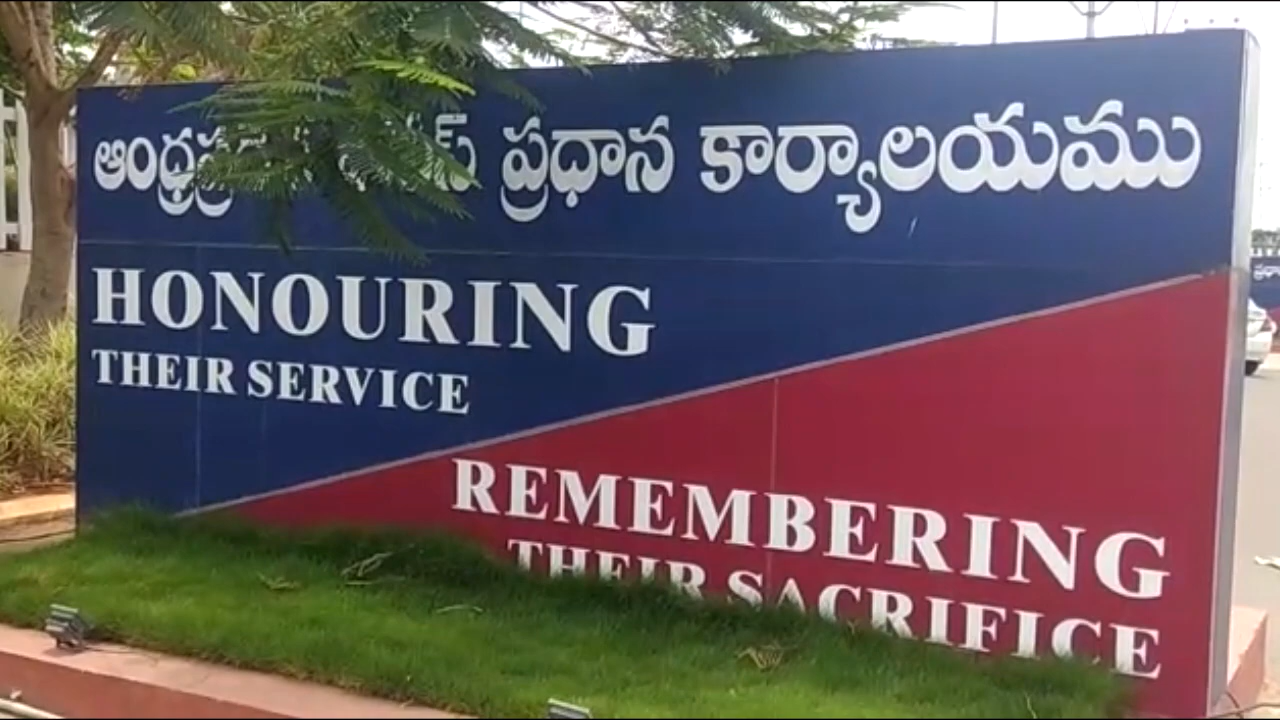 ప్రధాన కార్యాలయము
HONOURING
THEIR SERVICE
REMEMBERING
THEIR SACRIFICE